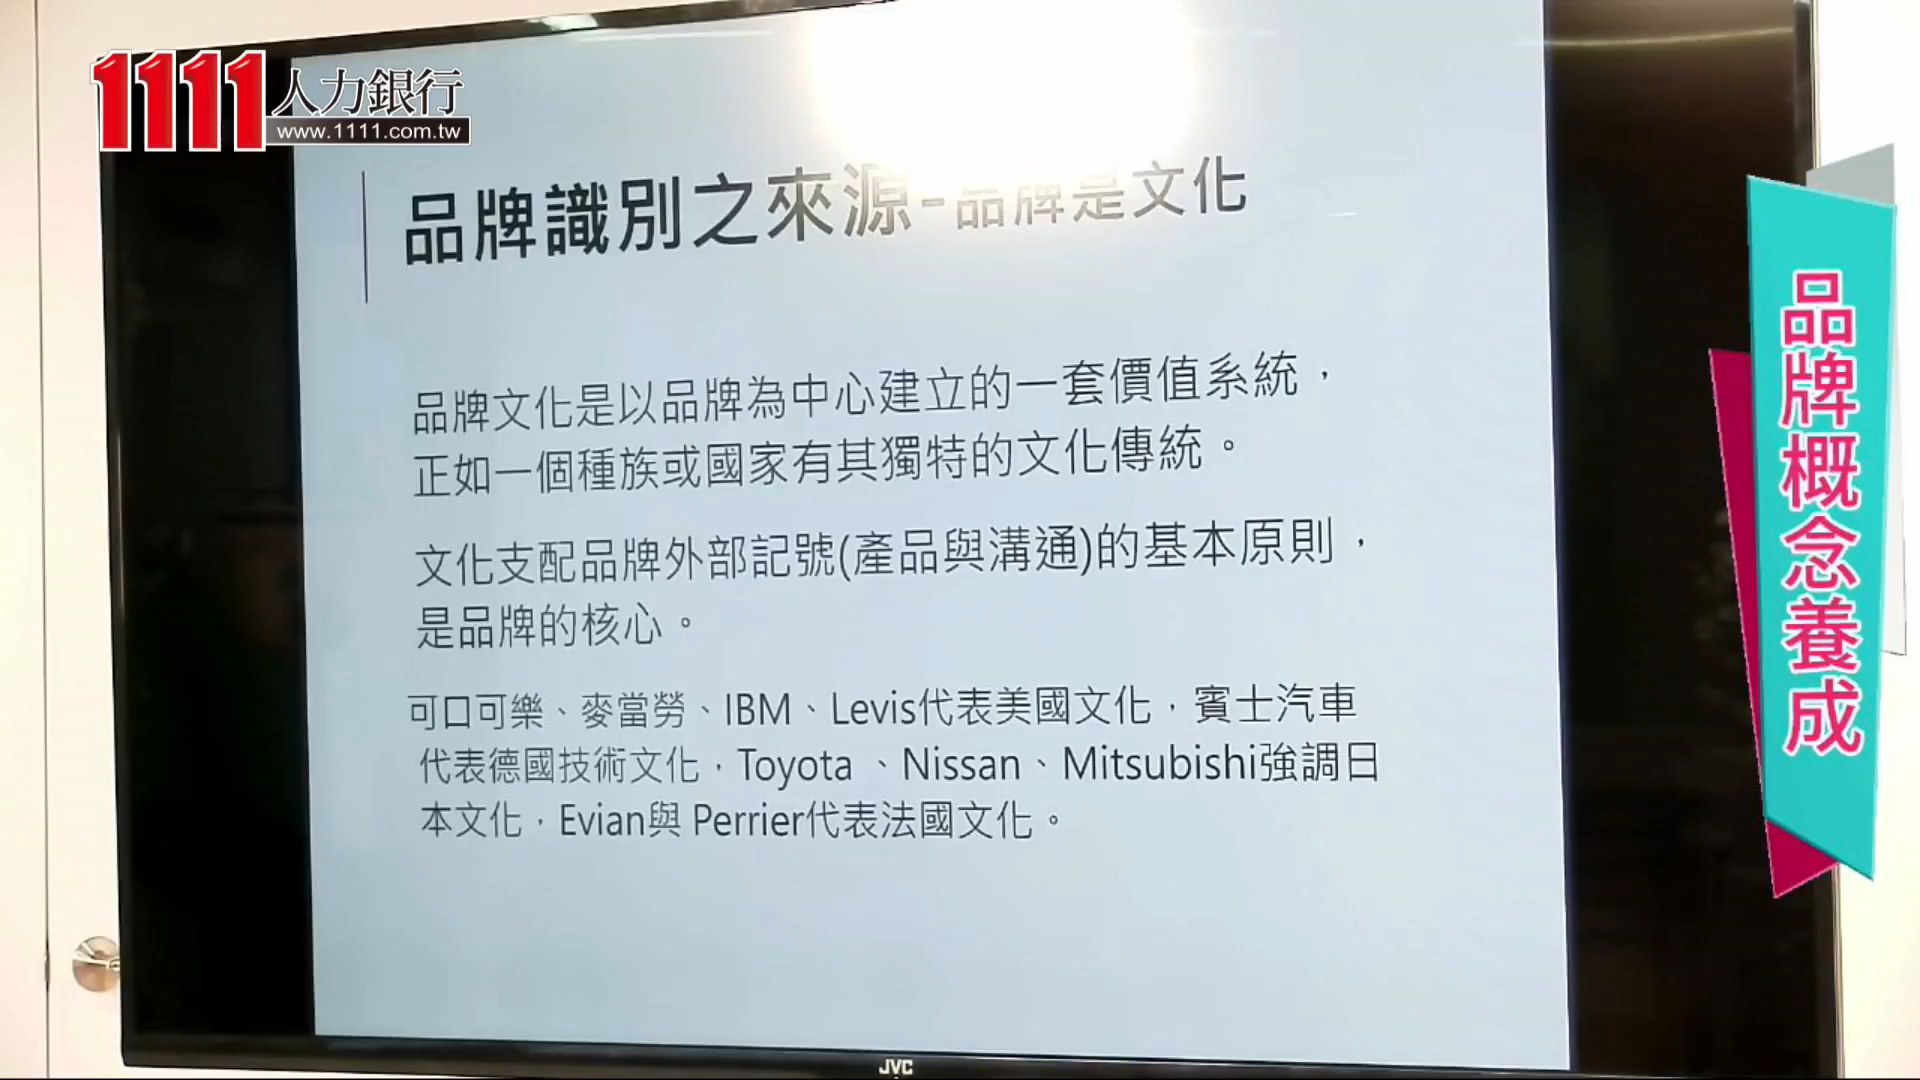 1111人力銀行
www.1111.com.tw
品牌識別之來源-品牌是文化
品牌文化是以品牌為中心建立的一套價值系統，
正如一個種族或國家有其獨特的文化傳統。
文化支配品牌外部記號(產品與溝通)的基本原則，
是品牌的核心。
可口可樂、麥當勞、IBM、Levis代表美國文化，賓士汽車
代表德國技術文化，Toyota 、Nissan、Mitsubishi強調日
本文化，Evian與 Perrier代表法國文化。
品牌概念養成
JVC